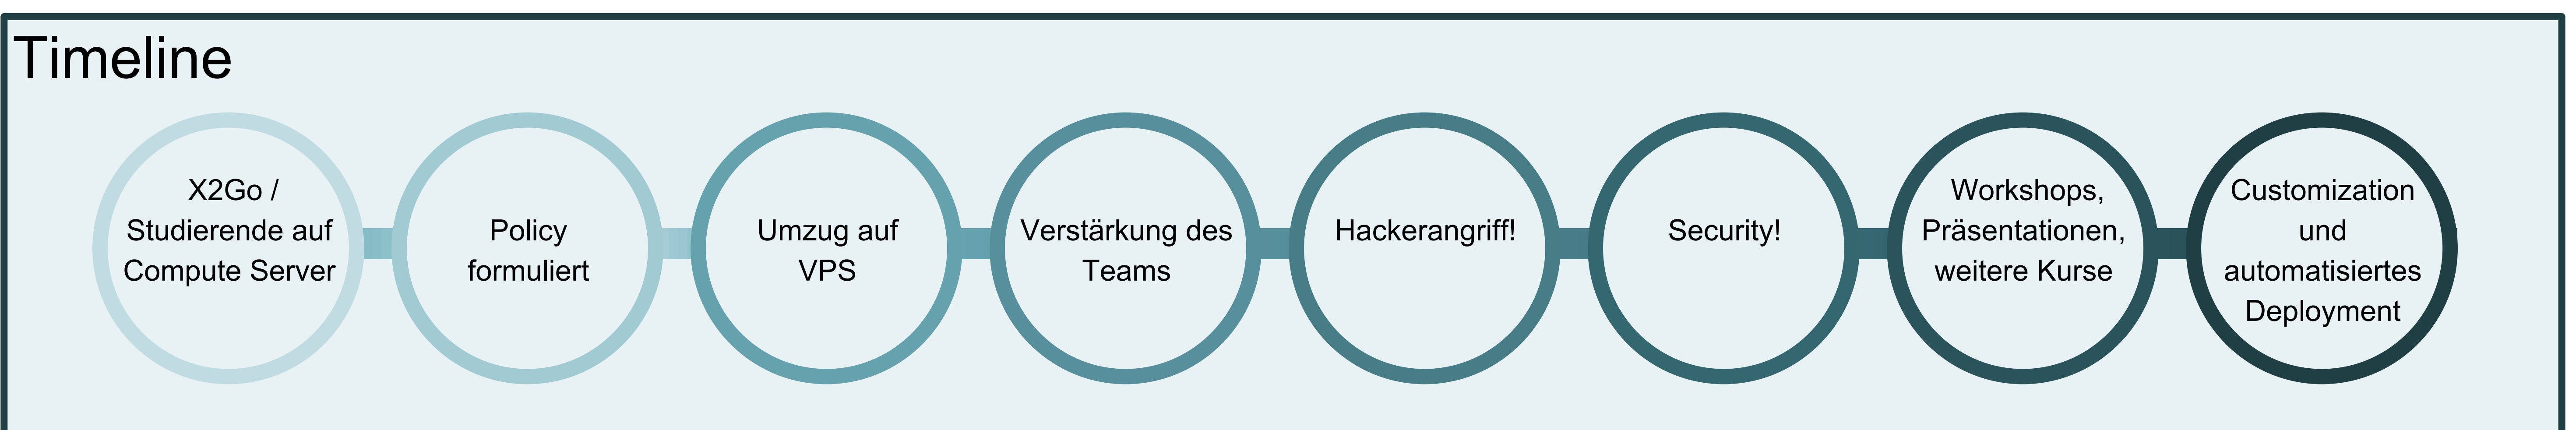 Timeline
X2Go /
Studierende auf
Compute Server
Policy
formuliert
Umzug auf
VPS
Verstärkung des
Teams
Hackerangriff!
Security!
Workshops,
Präsentationen,
weitere Kurse
Customization
und
automatisiertes
Deployment